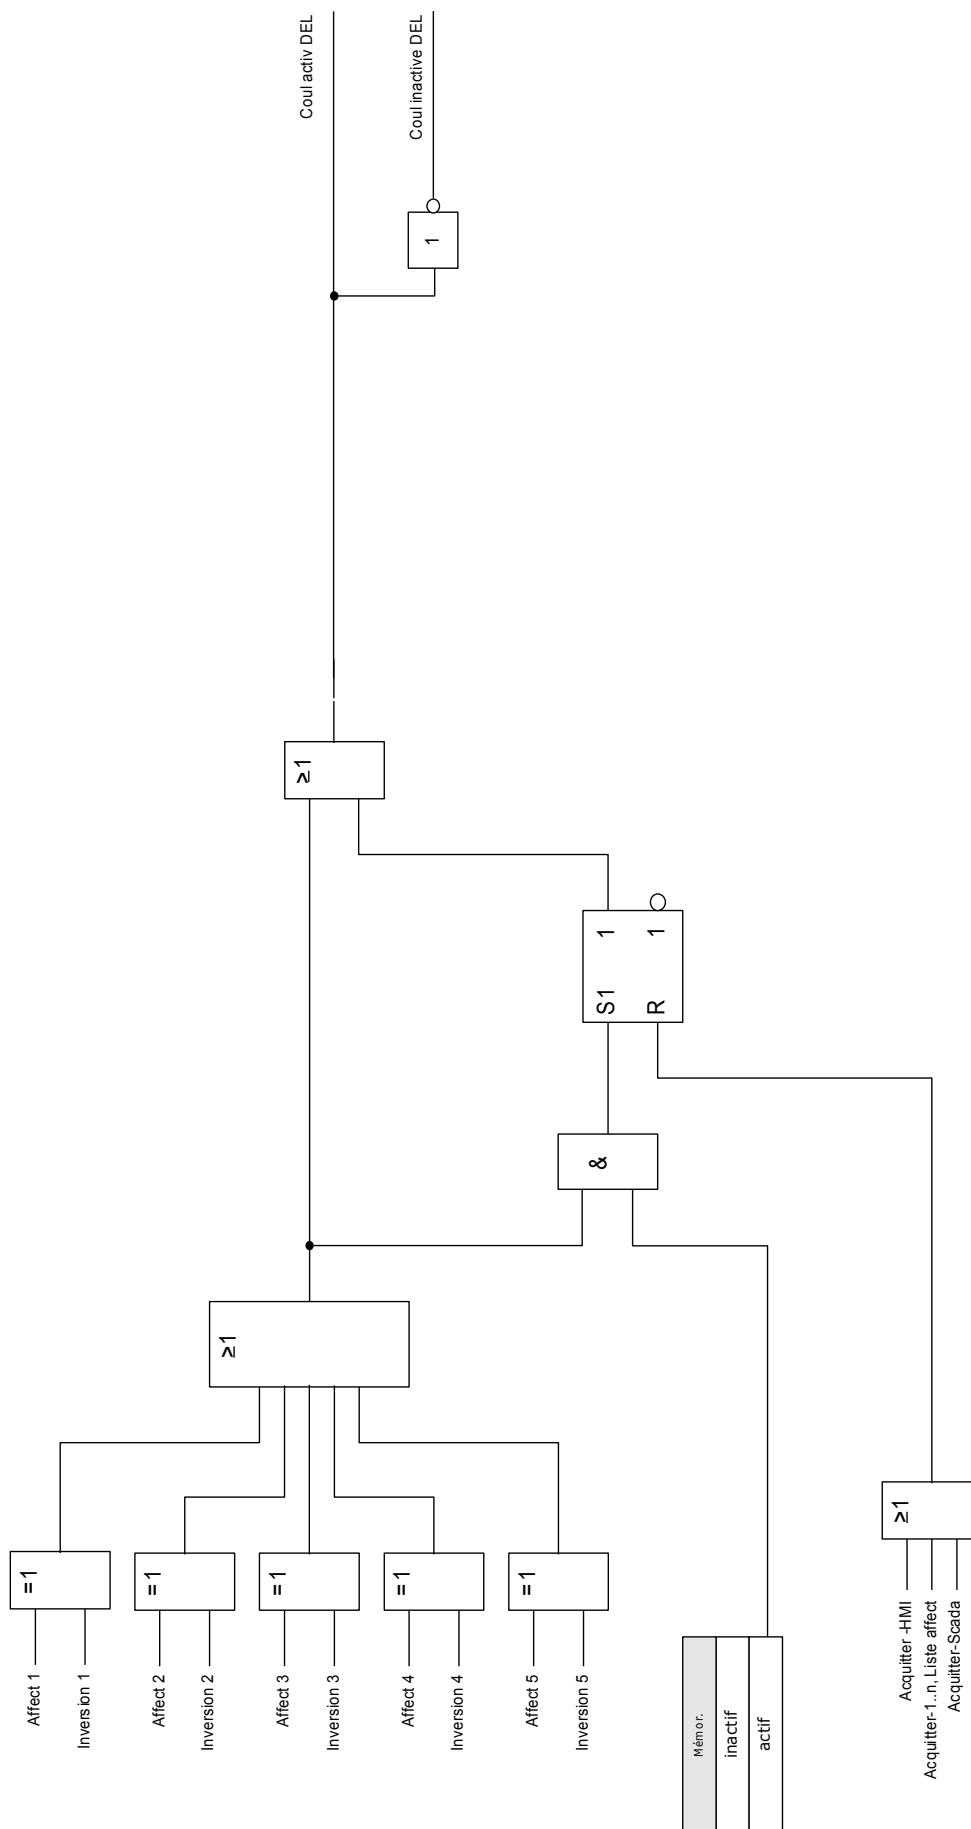 Affect 1
Inversion 1
Affect 2
Inversion 2
Affect 3
Inversion 3
Affect 4
Inversion 4
Affect 5
Inversion 5
=1
=1
=1
=1
=1
≥1
Mémor.
inactif
actif
&
S1 1
R 1
Acquitter -HMI
Acquitter-1..n, Liste affect
Acquitter-Scada
≥1
≥1
1
Coul activ DEL
Coul inactive DEL